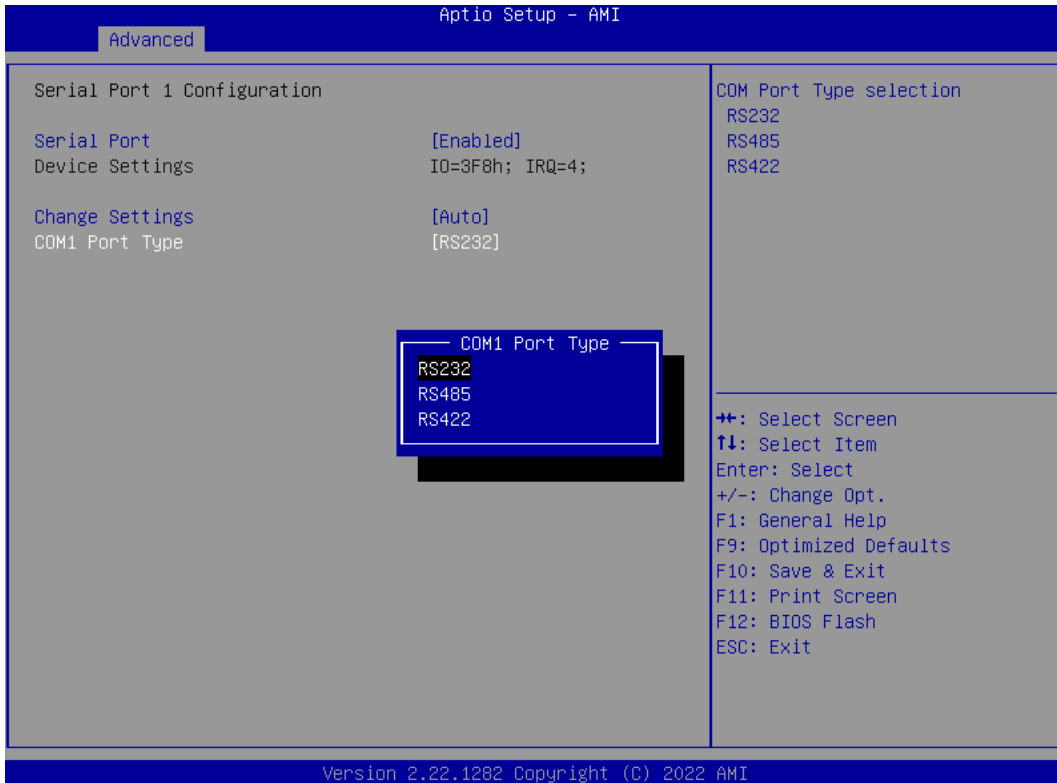 Aptio Setup - AMI
Advanced
Serial Port 1 Configuration
Serial Port [Enabled]
Device Settings IO=3F8h; IRQ=4;
Change Settings [Auto]
COM1 Port Type [RS232]
COM1 Port Type
RS232
RS485
RS422
COM Port Type selection
RS232
RS485
RS422
→←: Select Screen
↑↓: Select Item
Enter: Select
+/-: Change Opt.
F1: General Help
F9: Optimized Defaults
F10: Save & Exit
F11: Print Screen
F12: BIOS Flash
ESC: Exit
Version 2.22.1282 Copyright (C) 2022 AMI